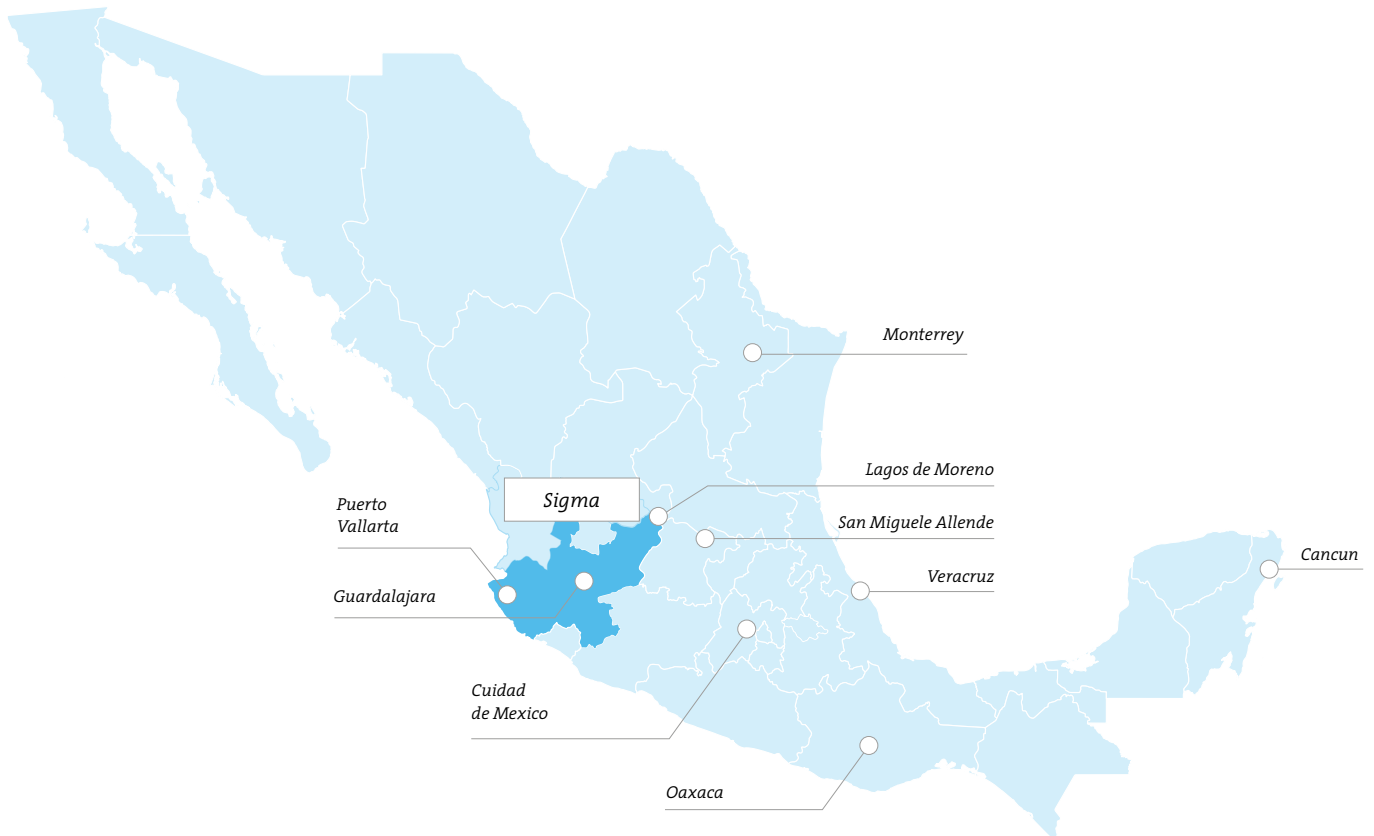 Monterrey
Lagos de Moreno
Sigma
Puerto
Vallarta
San Miguele Allende
Cancun
Veracruz
Guardalajara
Cuidad
de Mexico
Oaxaca